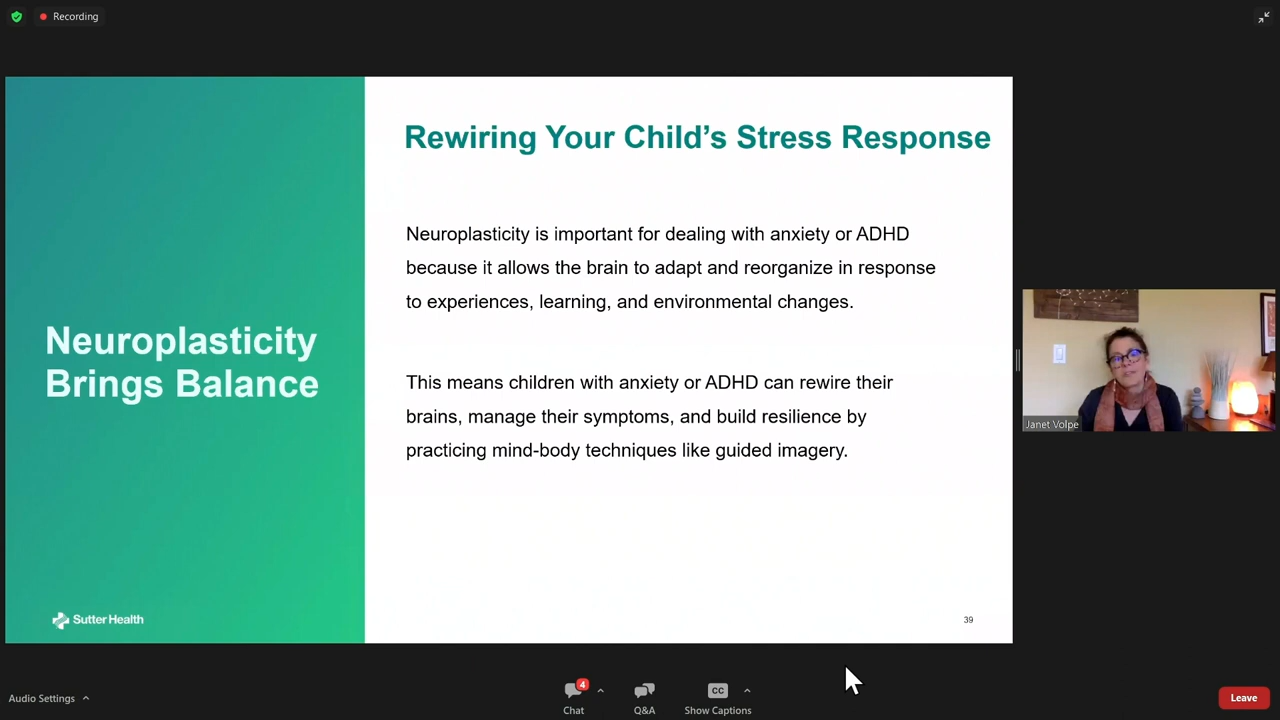 Recording
Rewiring Your Child’s Stress Response
Neuroplasticity is important for dealing with anxiety or ADHD
because it allows the brain to adapt and reorganize in response
to experiences, learning, and environmental changes.
Neuroplasticity
Brings Balance
This means children with anxiety or ADHD can rewire their
brains, manage their symptoms, and build resilience by
practicing mind-body techniques like guided imagery.
Sutter Health
39
Janet Volpe
Audio Settings
4
Chat
Q&A
CC
Show Captions
Leave